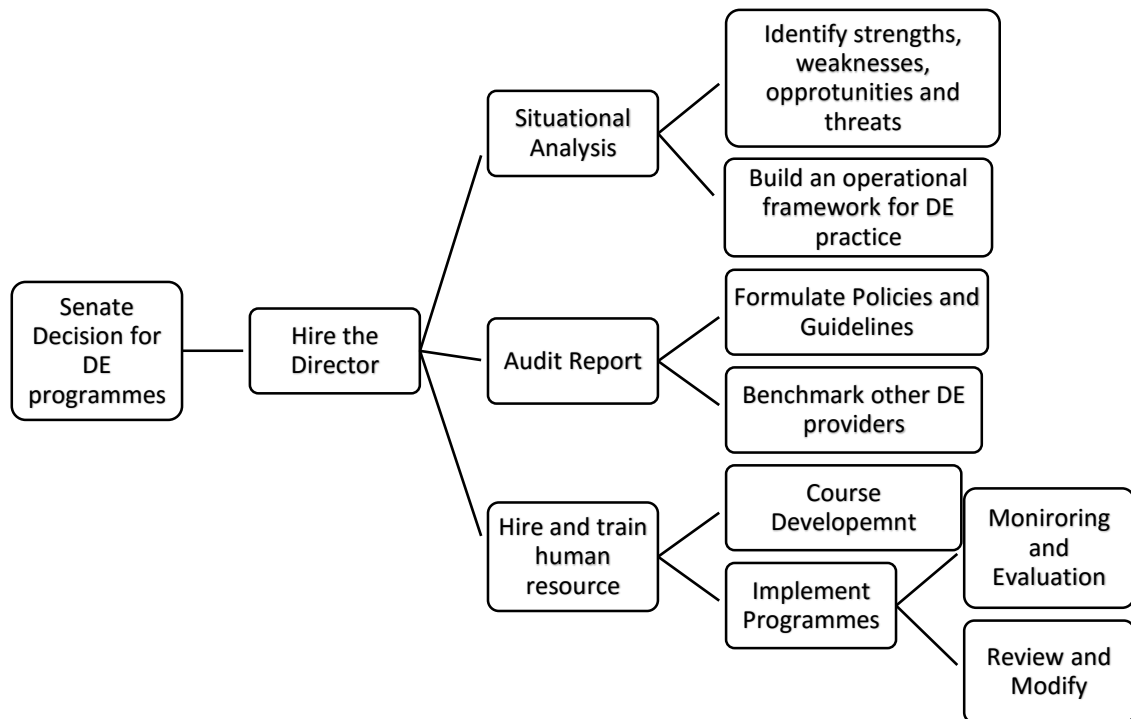 Senate
Decision for
DE
programmes
Hire the
Director
Situational
Analysis
Identify strengths,
weaknesses,
opprotunities and
threats
Build an operational
framework for DE
practice
Audit Report
Formulate Policies and
Guidelines
Benchmark other DE
providers
Hire and train
human
resource
Course
Developemnt
Implement
Programmes
Moniroring
and
Evaluation
Review and
Modify